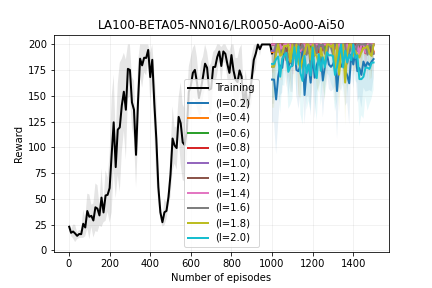 LA100-BETA05-NN016/LR0050-Ao00-Ai50
Reward
200
175
150
125
100
75
50
25
0
Training
(l=0.2)
(l=0.4)
(l=0.6)
(l=0.8)
(l=1.0)
(l=1.2)
(l=1.4)
(l=1.6)
(l=1.8)
(l=2.0)
0 200 400 600 800 1000 1200 1400
Number of episodes